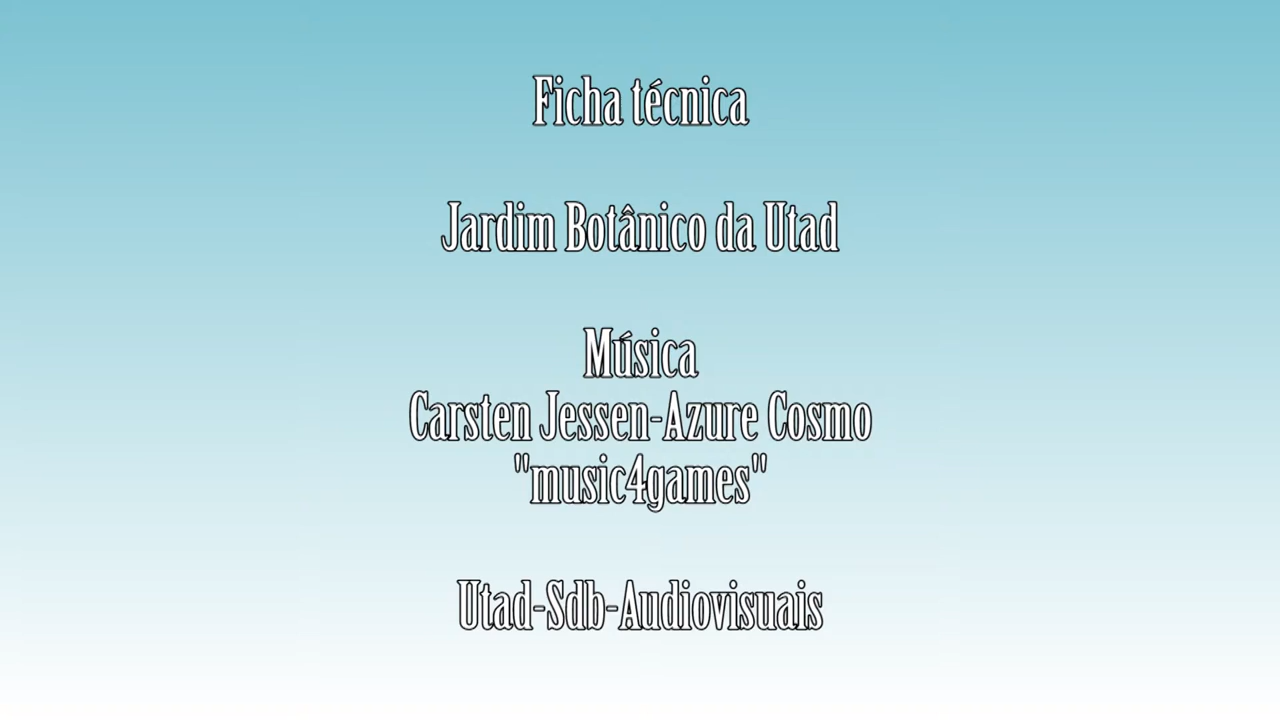 Ficha técnica
Jardim Botânico da Utad
Música
Carsten Jessen-Azure Cosmo
"music4games"
Utad-Sdb-Audiovisuais